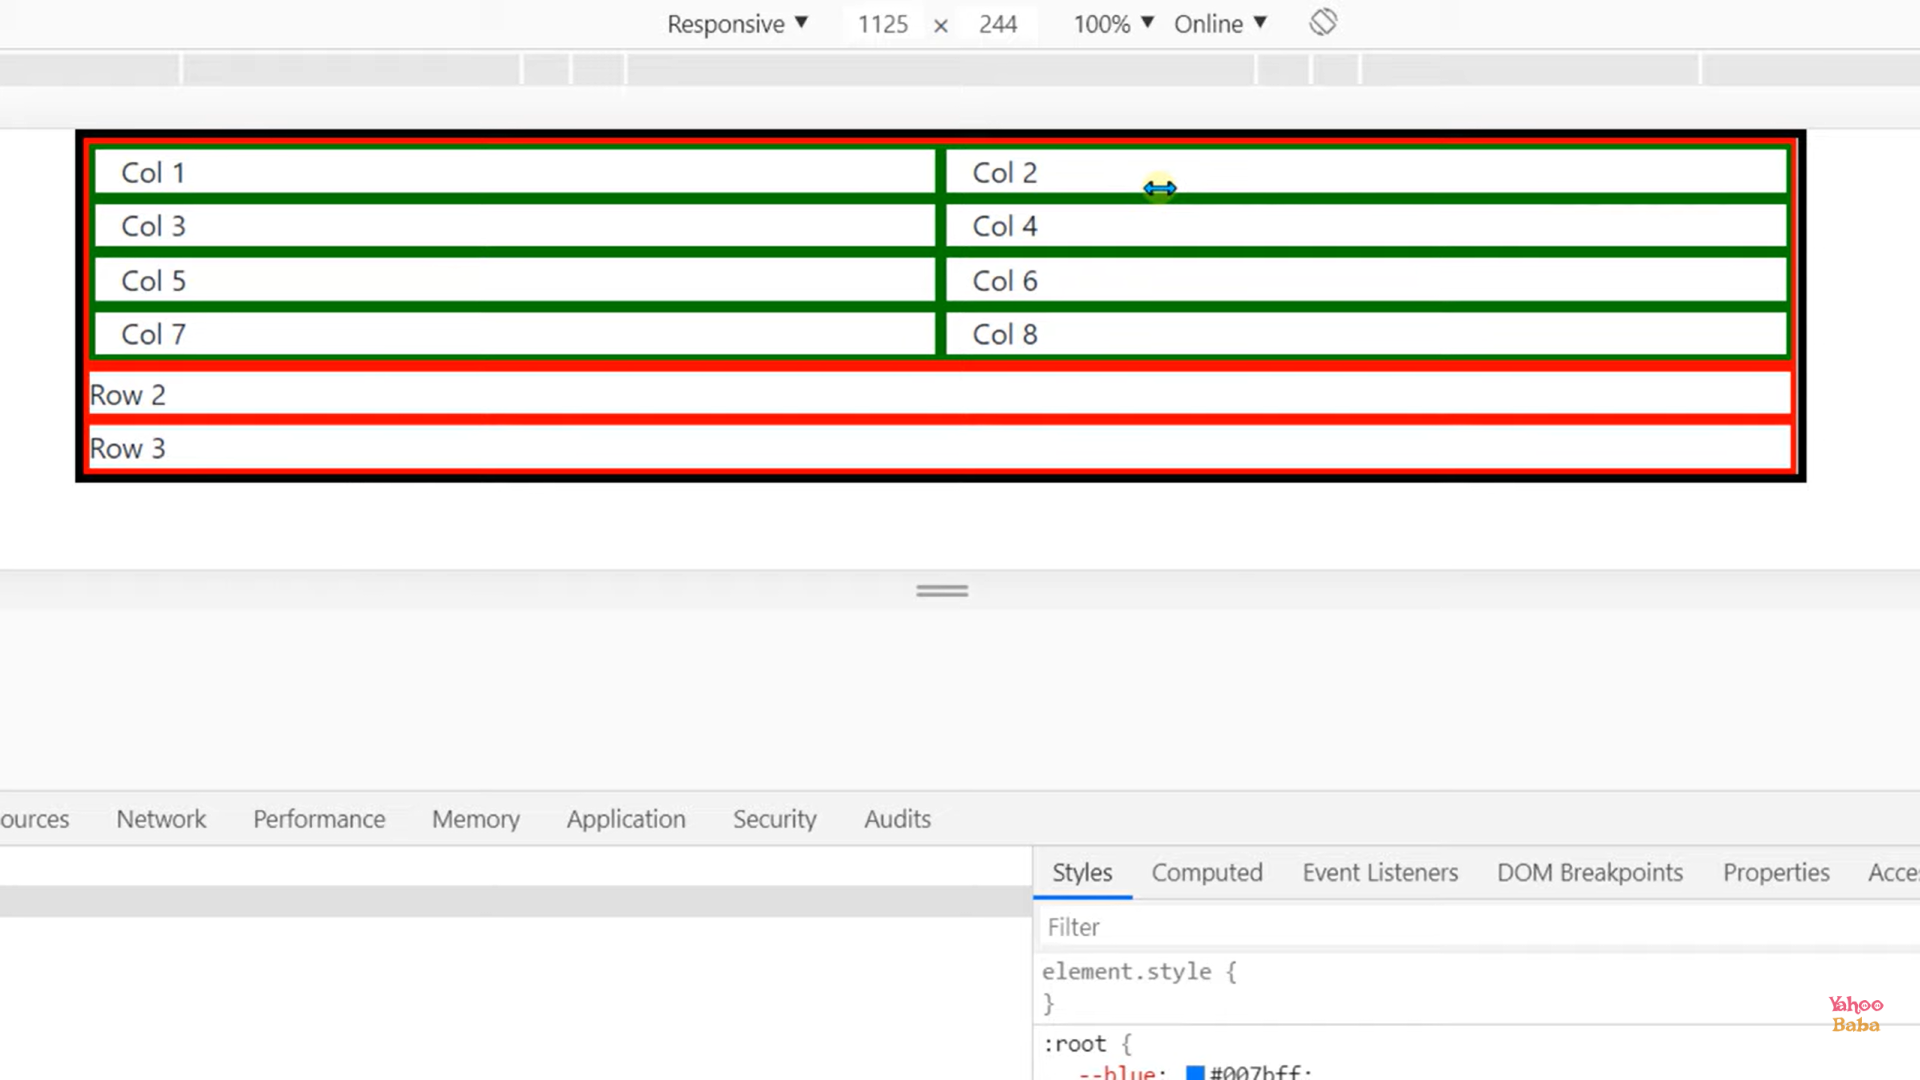 Responsive ▼ 1125 × 244 100% ▼ Online ▼
Col 1 Col 2
Col 3 Col 4
Col 5 Col 6
Col 7 Col 8
Row 2
Row 3
ources Network Performance Memory Application Security Audits
Styles Computed Event Listeners DOM Breakpoints Properties Acce
Filter
element.style {
}
:root {
--blue: #007bff;
Yahoo
Baba